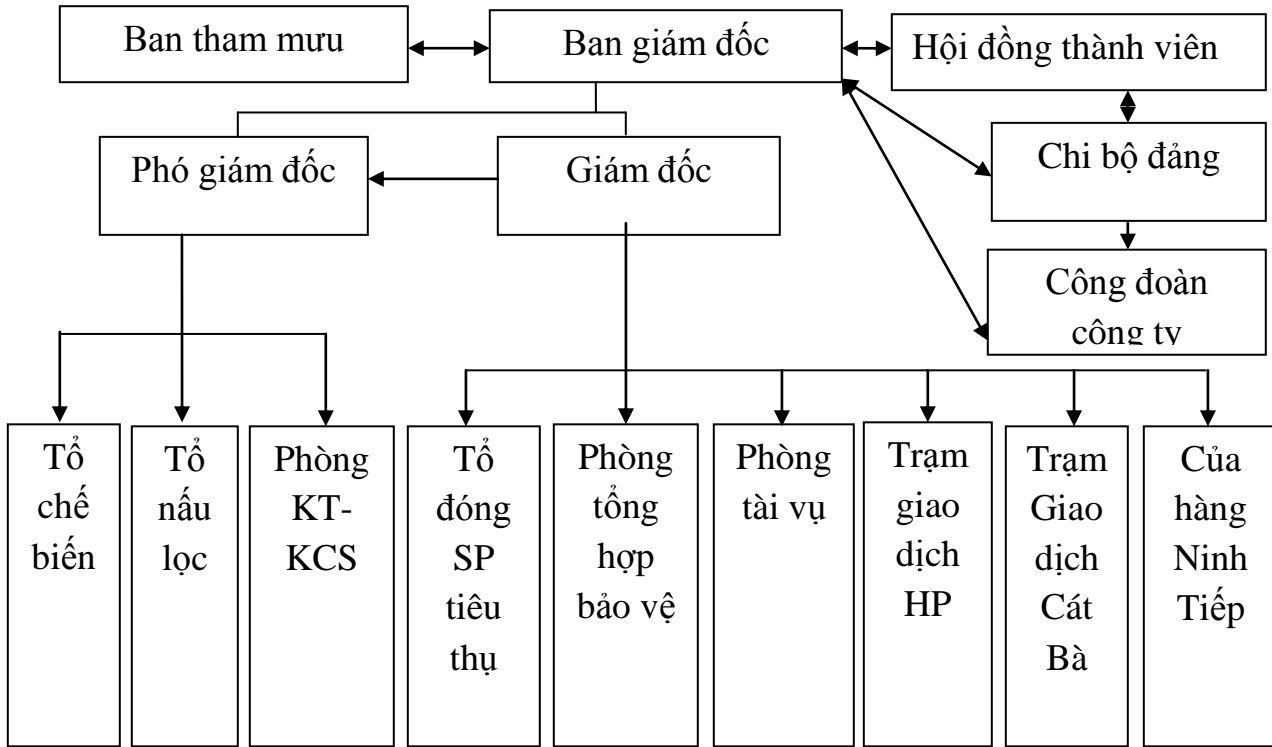 Ban tham mưu
Ban giám đốc
Hội đồng thành viên
Phó giám đốc
Giám đốc
Chi bộ đảng
Công đoàn
công ty
Tổ
chế
biến
Tổ
nấu
lọc
Phòng
KT-
KCS
Tổ
đóng
SP
tiêu
thụ
Phòng
tổng
hợp
bảo vệ
Phòng
tài vụ
Trạm
giao
dịch
HP
Trạm
Giao
dịch
Cát
Bà
Của
hàng
Ninh
Tiếp